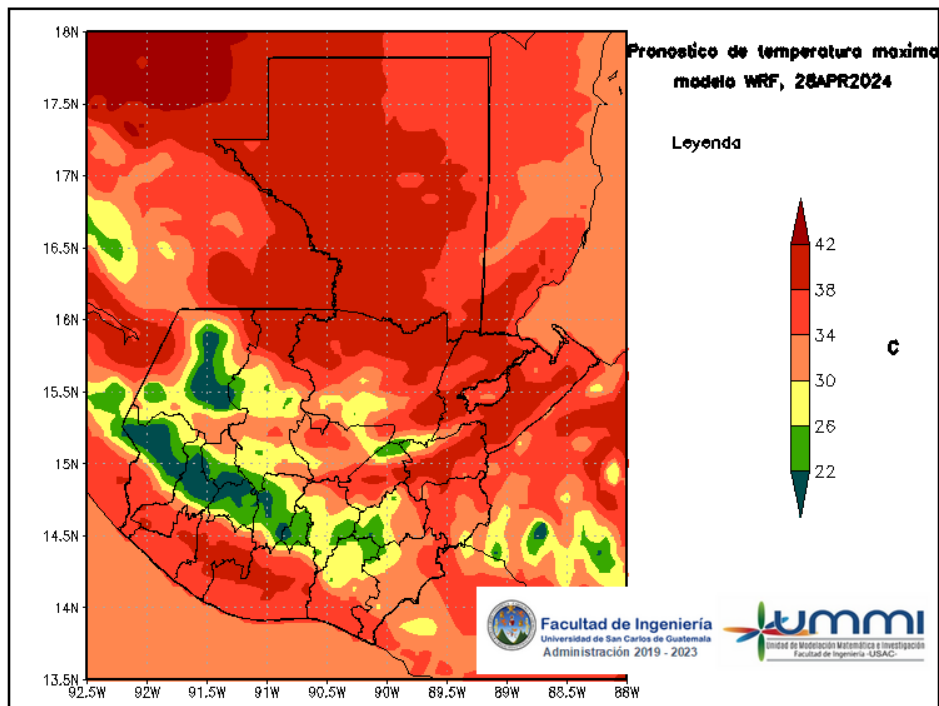 Pronostico de temperatura maxima
modelo WRF, 28APR2024
Leyenda
42
38
34
30
26
22
C
18N
17.5N
17N
16.5N
16N
15.5N
15N
14.5N
14N
13.5N
92.5W 92W 91.5W 91W 90.5W 90W 89.5W 89W 88.5W 88W
Facultad de Ingeniería
Universidad de San Carlos de Guatemala
Administración 2019 - 2023
UMMI
Unidad de Modelación Matemática e Investigación
Facultad de Ingeniería -USAC-